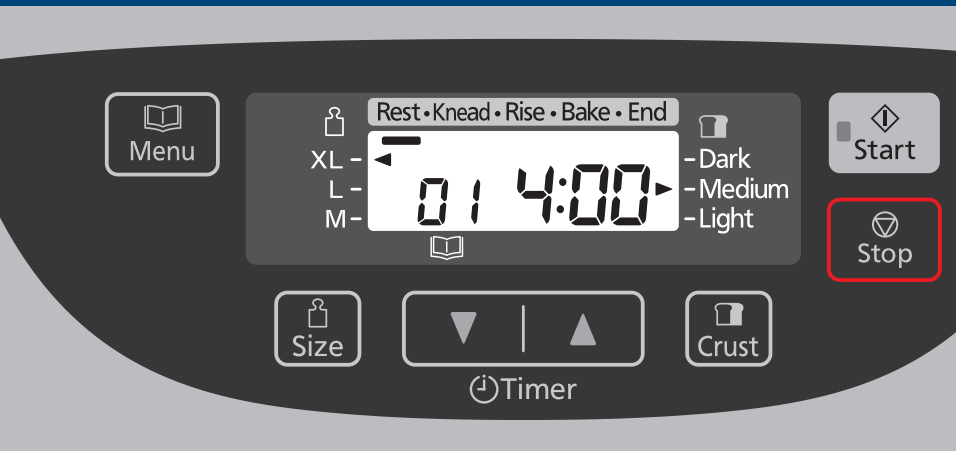 Menu
Rest • Knead • Rise • Bake • End
XL –
L –
M –
01 4:00
– Dark
– Medium
– Light
Start
Stop
Size
Timer
Crust